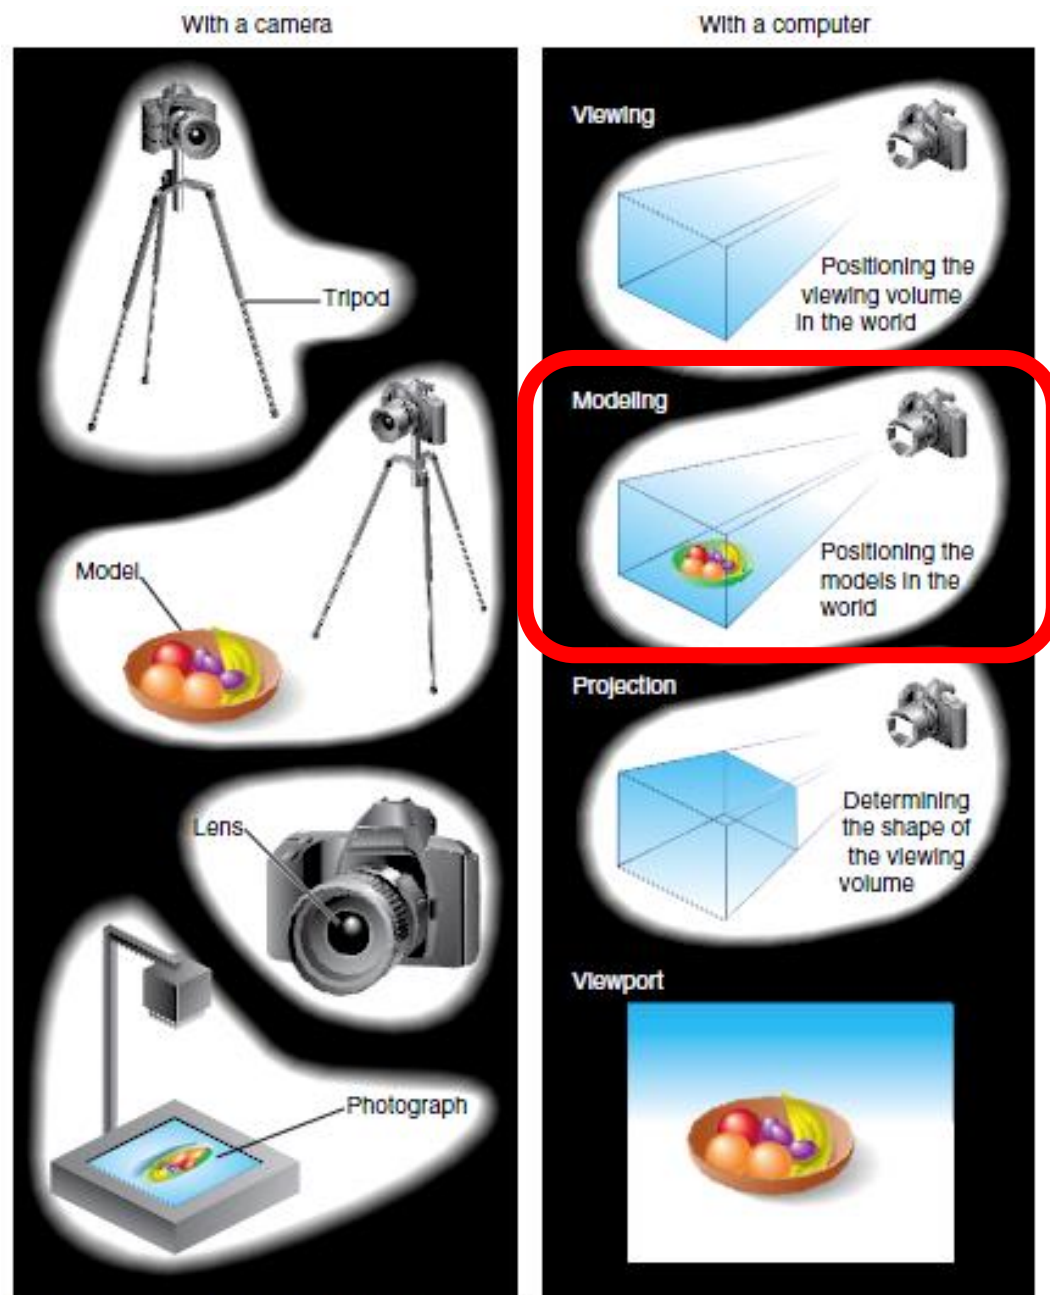 With a camera
With a computer
Tripod
Model
Lens
Photograph
Viewing
Positioning the
viewing volume
in the world
Modeling
Positioning the
models in the
world
Projection
Determining
the shape of
the viewing
volume
Viewport